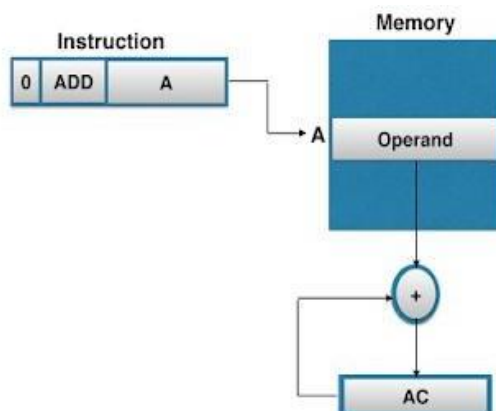 Memory
Instruction
0 ADD A
A Operand
+
AC